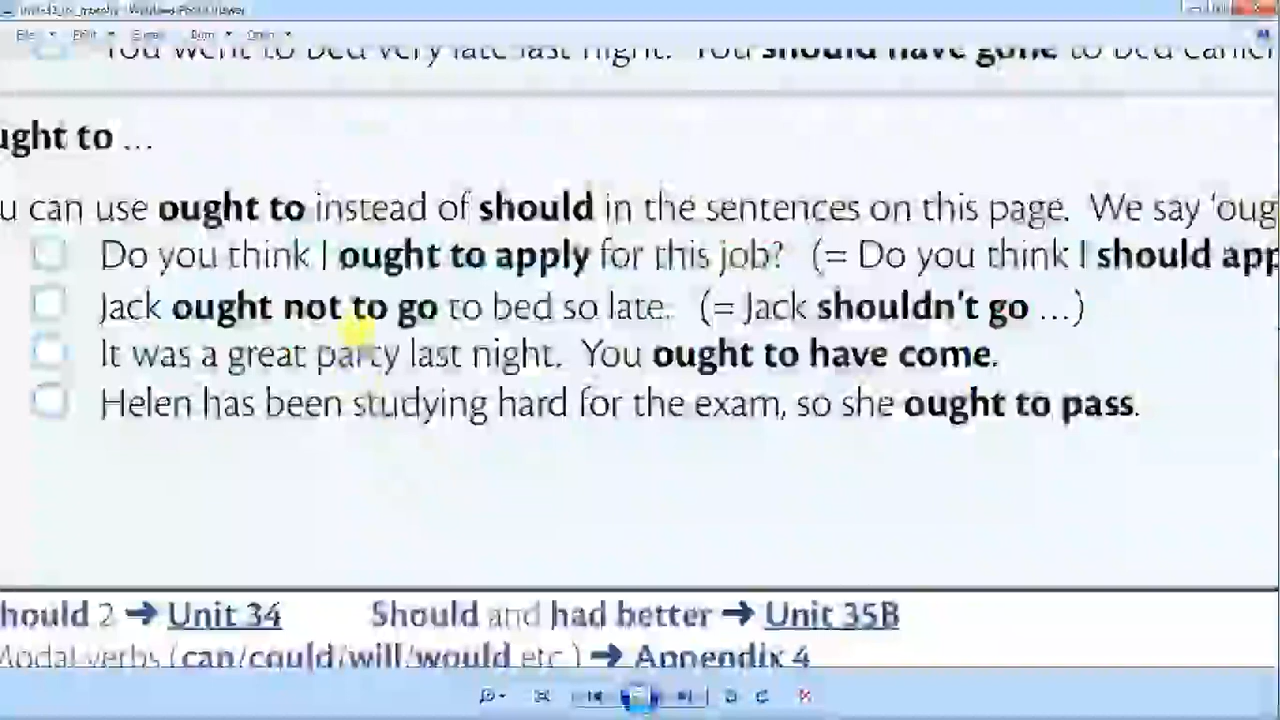 You went to bed very late last night. You should have gone to bed earlier
ught to ...
u can use ought to instead of should in the sentences on this page. We say 'oug
Do you think I ought to apply for this job? (= Do you think I should app
Jack ought not to go to bed so late. (= Jack shouldn't go ...)
It was a great party last night. You ought to have come.
Helen has been studying hard for the exam, so she ought to pass.
hould 2 → Unit 34 Should and had better → Unit 35B
Modal verbs (can/could/will/would etc.) → Appendix 4